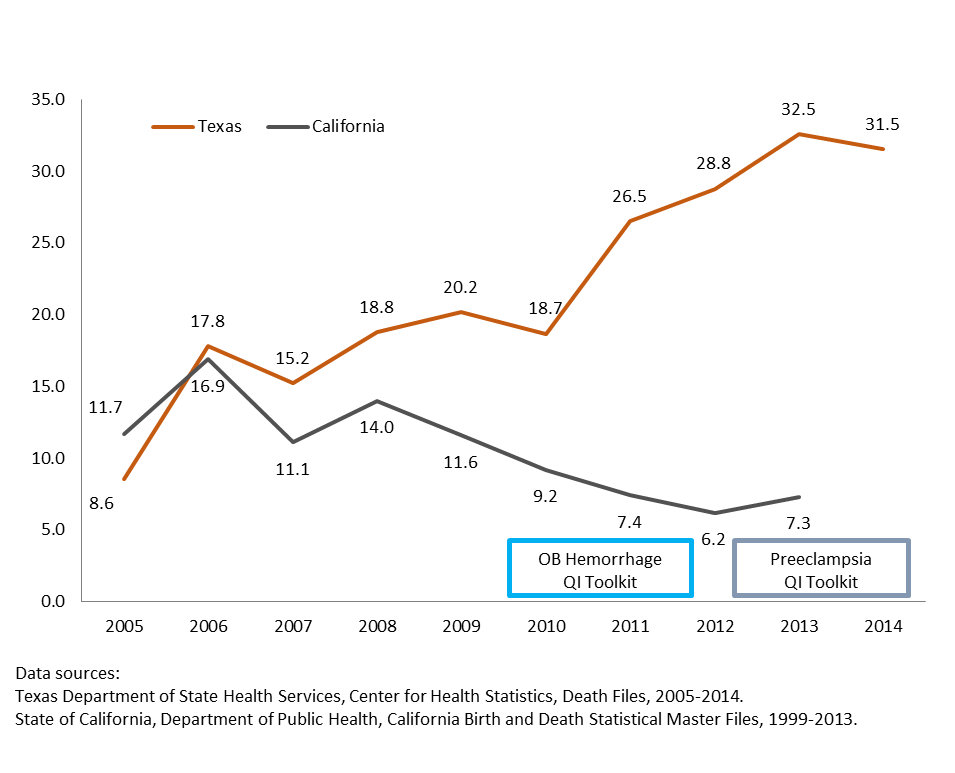 35.0
30.0
25.0
20.0
15.0
10.0
5.0
0.0
Texas
California
8.6
17.8
15.2
18.8
20.2
18.7
26.5
28.8
32.5
31.5
11.7
16.9
11.1
14.0
11.6
9.2
7.4
6.2
7.3
OB Hemorrhage
QI Toolkit
Preeclampsia
QI Toolkit
2005 2006 2007 2008 2009 2010 2011 2012 2013 2014
Data sources:
Texas Department of State Health Services, Center for Health Statistics, Death Files, 2005-2014.
State of California, Department of Public Health, California Birth and Death Statistical Master Files, 1999-2013.